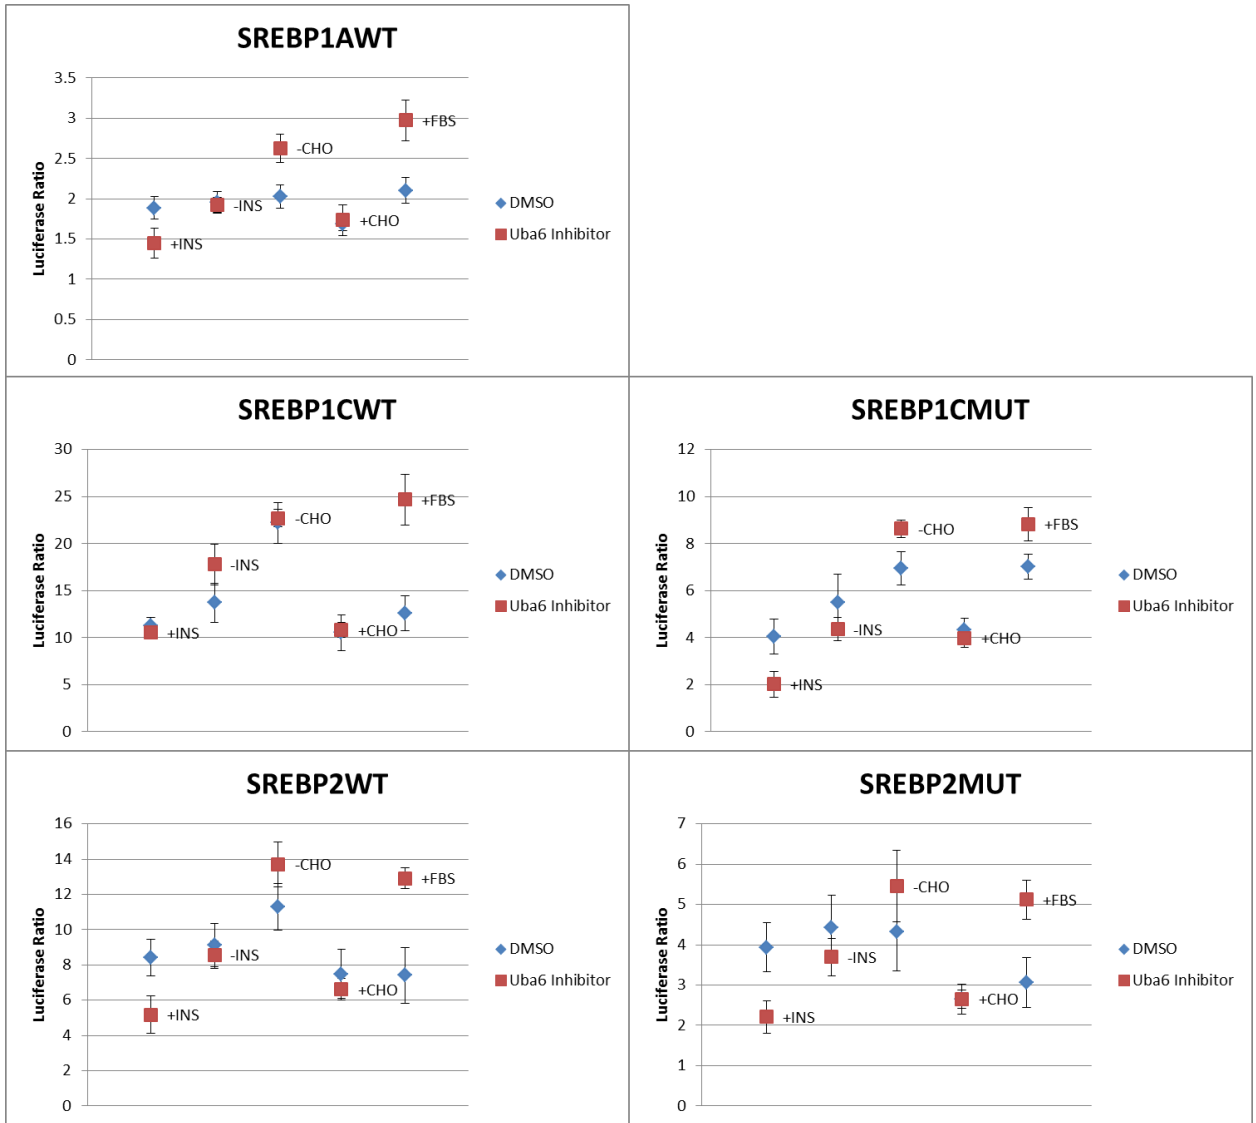 SREBP1AWT
3.5
3
2.5
2
1.5
1
0.5
0
Luciferase Ratio
+INS
-INS
-CHO
+CHO
+FBS
DMSO
Uba6 Inhibitor
SREBP1CWT
30
25
20
15
10
5
0
Luciferase Ratio
+INS
-INS
-CHO
+CHO
+FBS
DMSO
Uba6 Inhibitor
SREBP1CMUT
12
10
8
6
4
2
0
Luciferase Ratio
+INS
-INS
-CHO
+CHO
+FBS
DMSO
Uba6 Inhibitor
SREBP2WT
16
14
12
10
8
6
4
2
0
Luciferase Ratio
+INS
-INS
-CHO
+CHO
+FBS
DMSO
Uba6 Inhibitor
SREBP2MUT
7
6
5
4
3
2
1
0
Luciferase Ratio
+INS
-INS
-CHO
+CHO
+FBS
DMSO
Uba6 Inhibitor